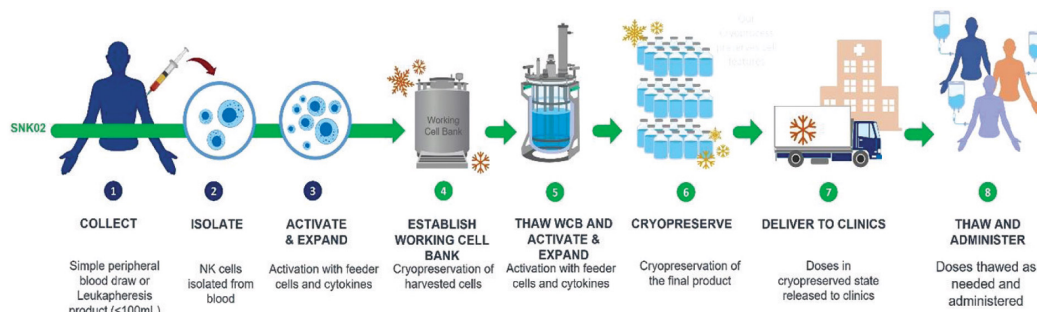 SNK02
Working
Cell Bank
1
2
3
4
5
6
7
8
COLLECT
Simple peripheral
blood draw or
Leukapheresis
product (<100mL)
ISOLATE
NK cells
isolated from
blood
ACTIVATE
& EXPAND
Activation with feeder
cells and cytokines
ESTABLISH
WORKING CELL
BANK
Cryopreservation of
harvested cells
THAW WCB AND
ACTIVATE &
EXPAND
Activation with feeder
cells and cytokines
CRYOPRESERVE
Cryopreservation of
the final product
DELIVER TO CLINICS
Doses in
cryopreserved state
released to clinics
THAW AND
ADMINISTER
Doses thawed as
needed and
administered